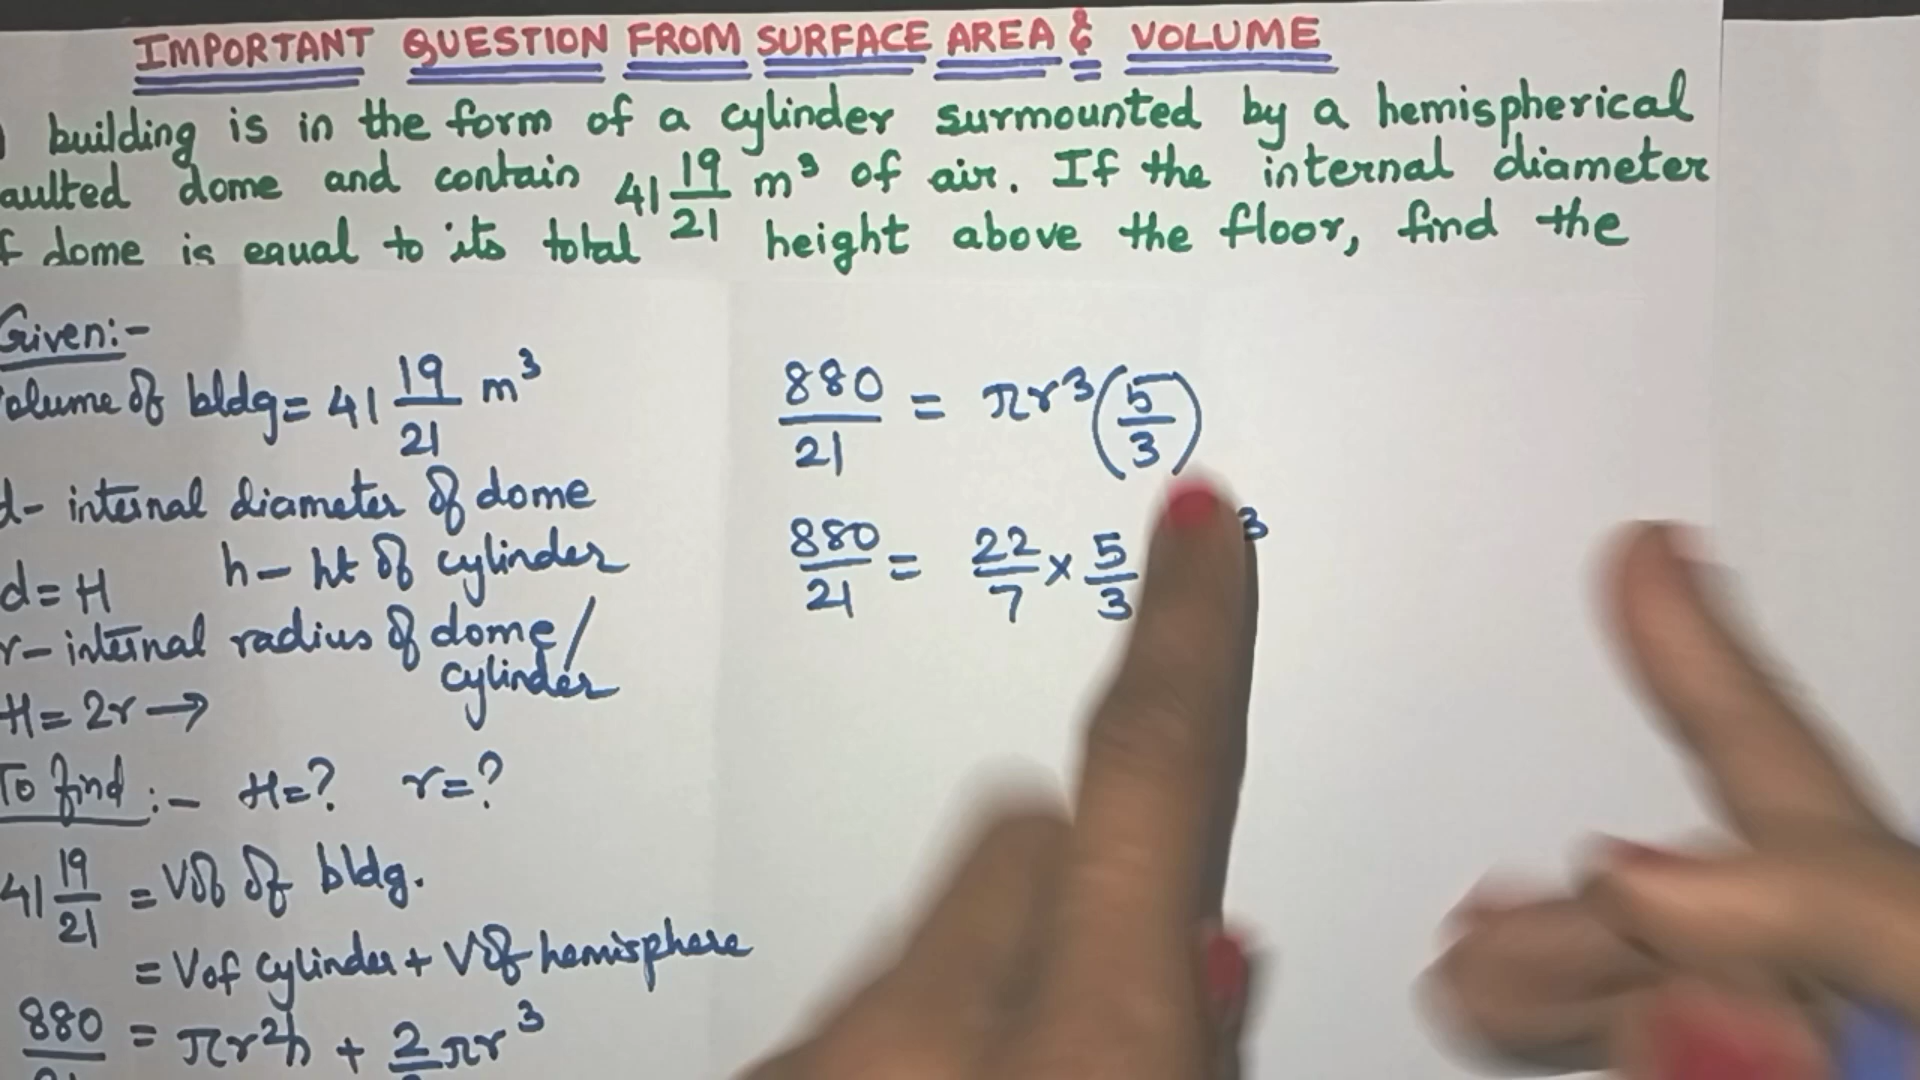 IMPORTANT QUESTION FROM SURFACE AREA & VOLUME
building is in the form of a cylinder surmounted by a hemispherical
aulted dome and contain 41 19/21 m³ of air. If the internal diameter
f dome is equal to its total height above the floor, find the
Given:-
olume of bldg = 41 19/21 m³
d- internal diameter of dome
d = H h - ht of cylinder
r - internal radius of dome/
cylinder
H = 2r →
To find :- H=? r=?
41 19/21 = Vol of bldg.
= V of cylinder + V of hemisphere
880 = πr²h + 2 πr³
880/21 = πr³(5/3)
880/21 = 22/7 × 5/3 3